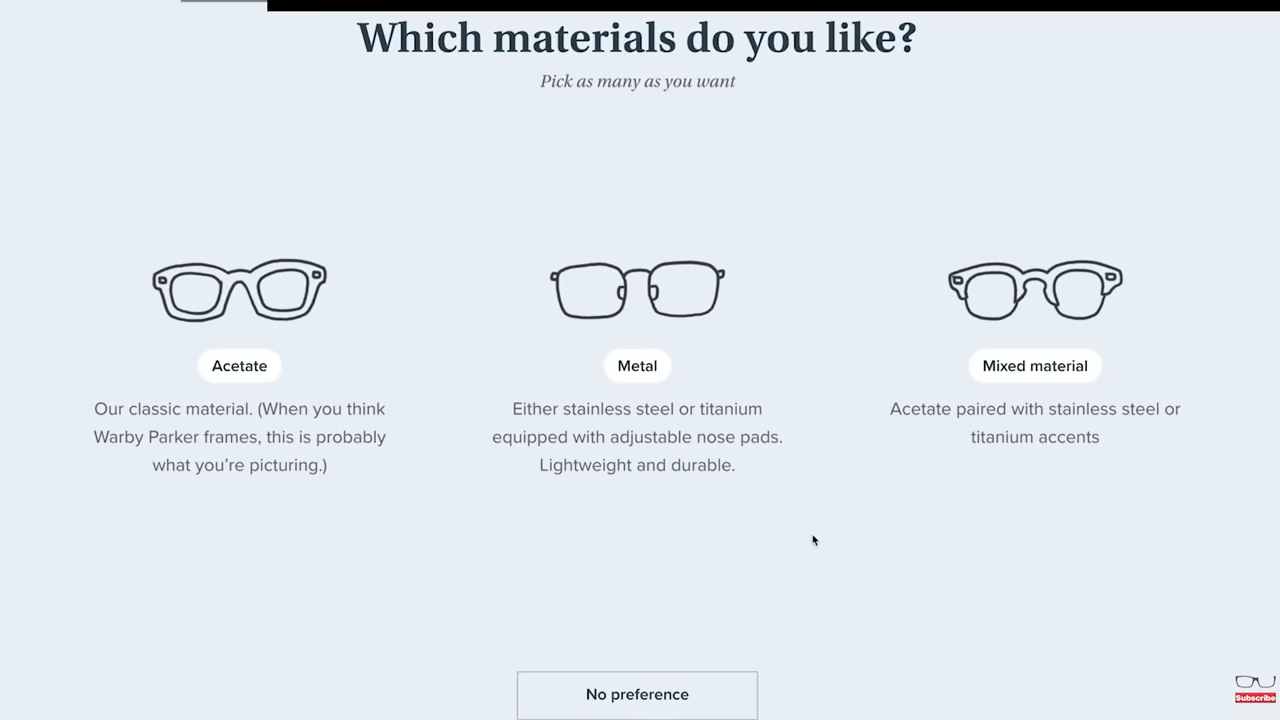 Which materials do you like?
Pick as many as you want
Acetate
Our classic material. (When you think
Warby Parker frames, this is probably
what you're picturing.)
Metal
Either stainless steel or titanium
equipped with adjustable nose pads.
Lightweight and durable.
Mixed material
Acetate paired with stainless steel or
titanium accents
No preference
Subscribe